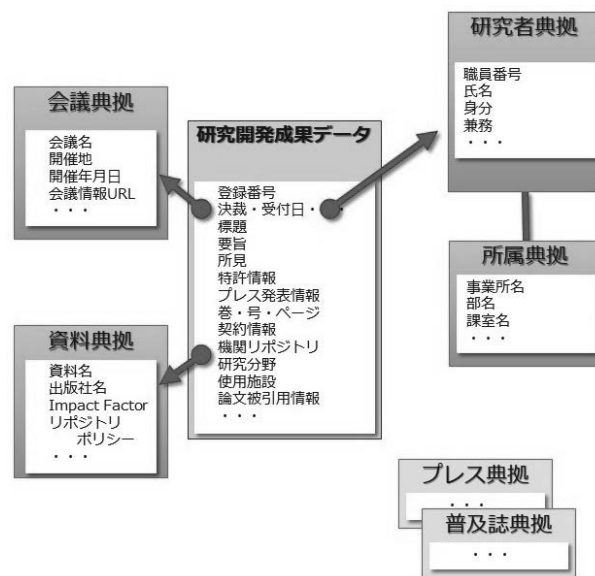 会議典拠
会議名
開催地
開催年月日
会議情報URL
・・・
資料典拠
資料名
出版社名
Impact Factor
リポジトリ
ポリシー
・・・
研究開発成果データ
登録番号
決裁・受付日・
標題
要旨
所見
特許情報
プレス発表情報
巻・号・ページ
契約情報
機関リポジトリ
研究分野
使用施設
論文被引用情報
・・・
研究者典拠
職員番号
氏名
身分
兼務
・・・
所属典拠
事業所名
部名
課室名
・・・
プレス典拠
・・・
普及誌典拠
・・・